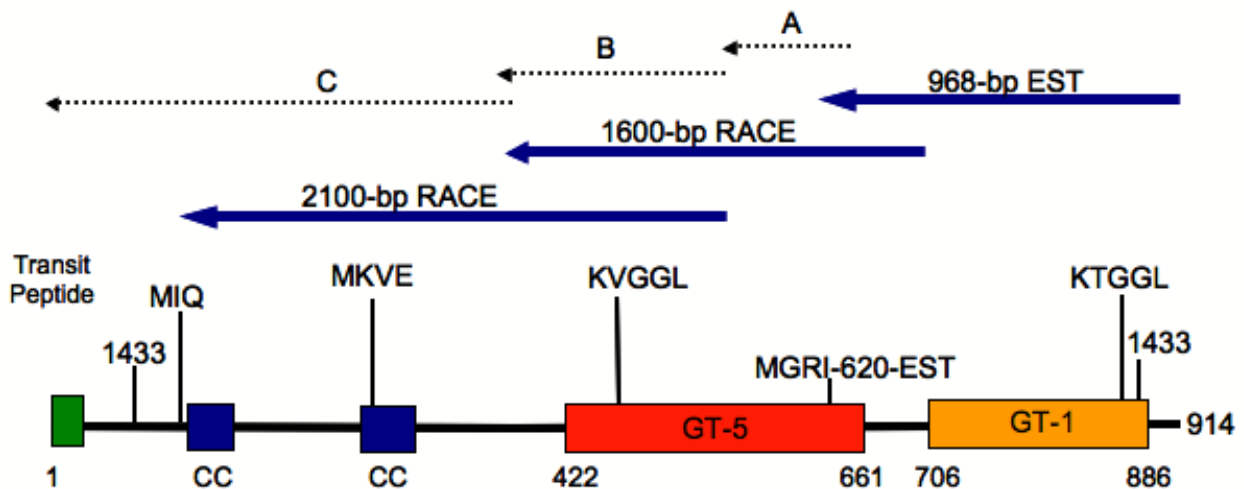 A
B
C
968-bp EST
1600-bp RACE
2100-bp RACE
Transit
Peptide
MIQ
MKVE
KVGGL
KTGGL
1433
1433
MGRI-620-EST
GT-5
GT-1
914
1
CC
CC
422
661
706
886